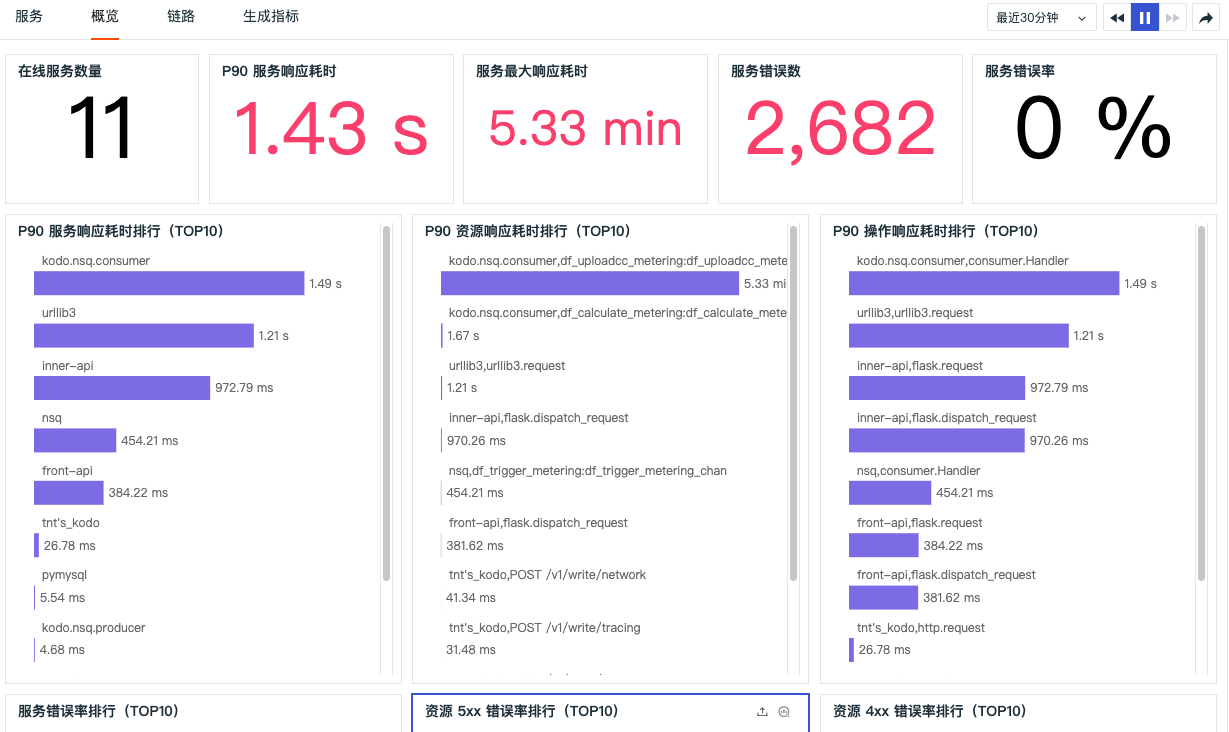 服务 概览 链路 生成指标 最近30分钟
在线服务数量
11
P90 服务响应耗时
1.43 s
服务最大响应耗时
5.33 min
服务错误数
2,682
服务错误率
0 %
P90 服务响应耗时排行（TOP10）
kodo.nsq.consumer
1.49 s
urllib3
1.21 s
inner-api
972.79 ms
nsq
454.21 ms
front-api
384.22 ms
tnt's_kodo
26.78 ms
pymysql
5.54 ms
kodo.nsq.producer
4.68 ms
P90 资源响应耗时排行（TOP10）
kodo.nsq.consumer,df_uploadcc_metering:df_uploadcc_mete
5.33 mi
kodo.nsq.consumer,df_calculate_metering:df_calculate_mete
1.67 s
urllib3,urllib3.request
1.21 s
inner-api,flask.dispatch_request
970.26 ms
nsq,df_trigger_metering:df_trigger_metering_chan
454.21 ms
front-api,flask.dispatch_request
381.62 ms
tnt's_kodo,POST /v1/write/network
41.34 ms
tnt's_kodo,POST /v1/write/tracing
31.48 ms
P90 操作响应耗时排行（TOP10）
kodo.nsq.consumer,consumer.Handler
1.49 s
urllib3,urllib3.request
1.21 s
inner-api,flask.request
972.79 ms
inner-api,flask.dispatch_request
970.26 ms
nsq,consumer.Handler
454.21 ms
front-api,flask.request
384.22 ms
front-api,flask.dispatch_request
381.62 ms
tnt's_kodo,http.request
26.78 ms
服务错误率排行（TOP10）
资源 5xx 错误率排行（TOP10）
资源 4xx 错误率排行（TOP10）